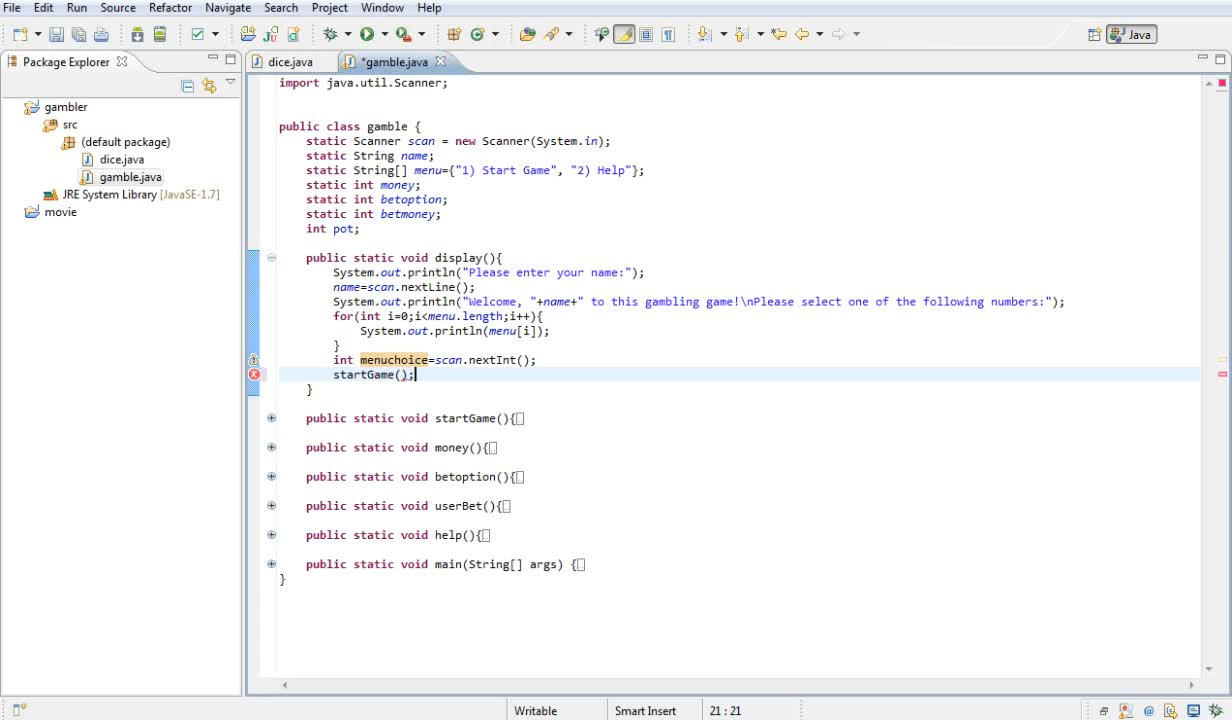 File Edit Run Source Refactor Navigate Search Project Window Help
Java
Package Explorer
dice.java
*gamble.java
gambler
src
(default package)
dice.java
gamble.java
JRE System Library [JavaSE-1.7]
movie
import java.util.Scanner;
public class gamble {
static Scanner scan = new Scanner(System.in);
static String name;
static String[] menu={"1) Start Game", "2) Help"};
static int money;
static int betoption;
static int betmoney;
int pot;
public static void display(){
System.out.println("Please enter your name:");
name=scan.nextLine();
System.out.println("Welcome, "+name+" to this gambling game!\nPlease select one of the following numbers:");
for(int i=0;i<menu.length;i++){
System.out.println(menu[i]);
}
int menuchoice=scan.nextInt();
startGame();
}
public static void startGame(){
public static void money(){
public static void betoption(){
public static void userBet(){
public static void help(){
public static void main(String[] args) {
}
Writable
Smart Insert
21 : 21